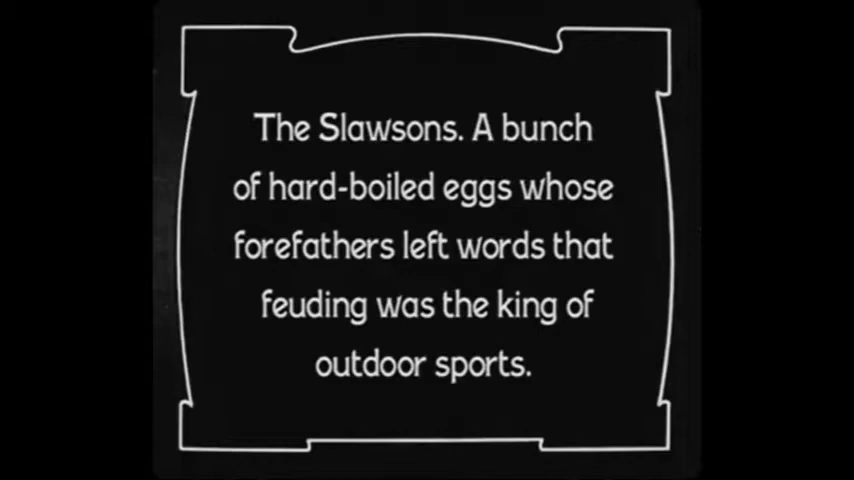 The Slawsons. A bunch
of hard-boiled eggs whose
forefathers left words that
feuding was the king of
outdoor sports.